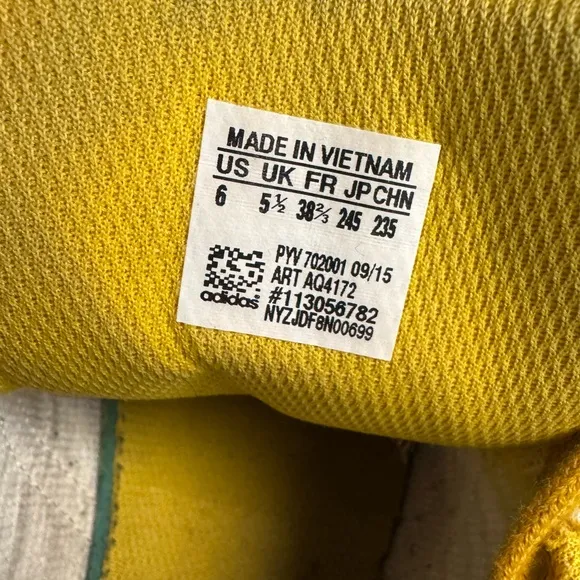 MADE IN VIETNAM
US UK FR JP CHN
6 5½ 38⅔ 245 235
PYV 702001 09/15
ART AQ4172
#113056782
NYZJDF8N00699
adidas